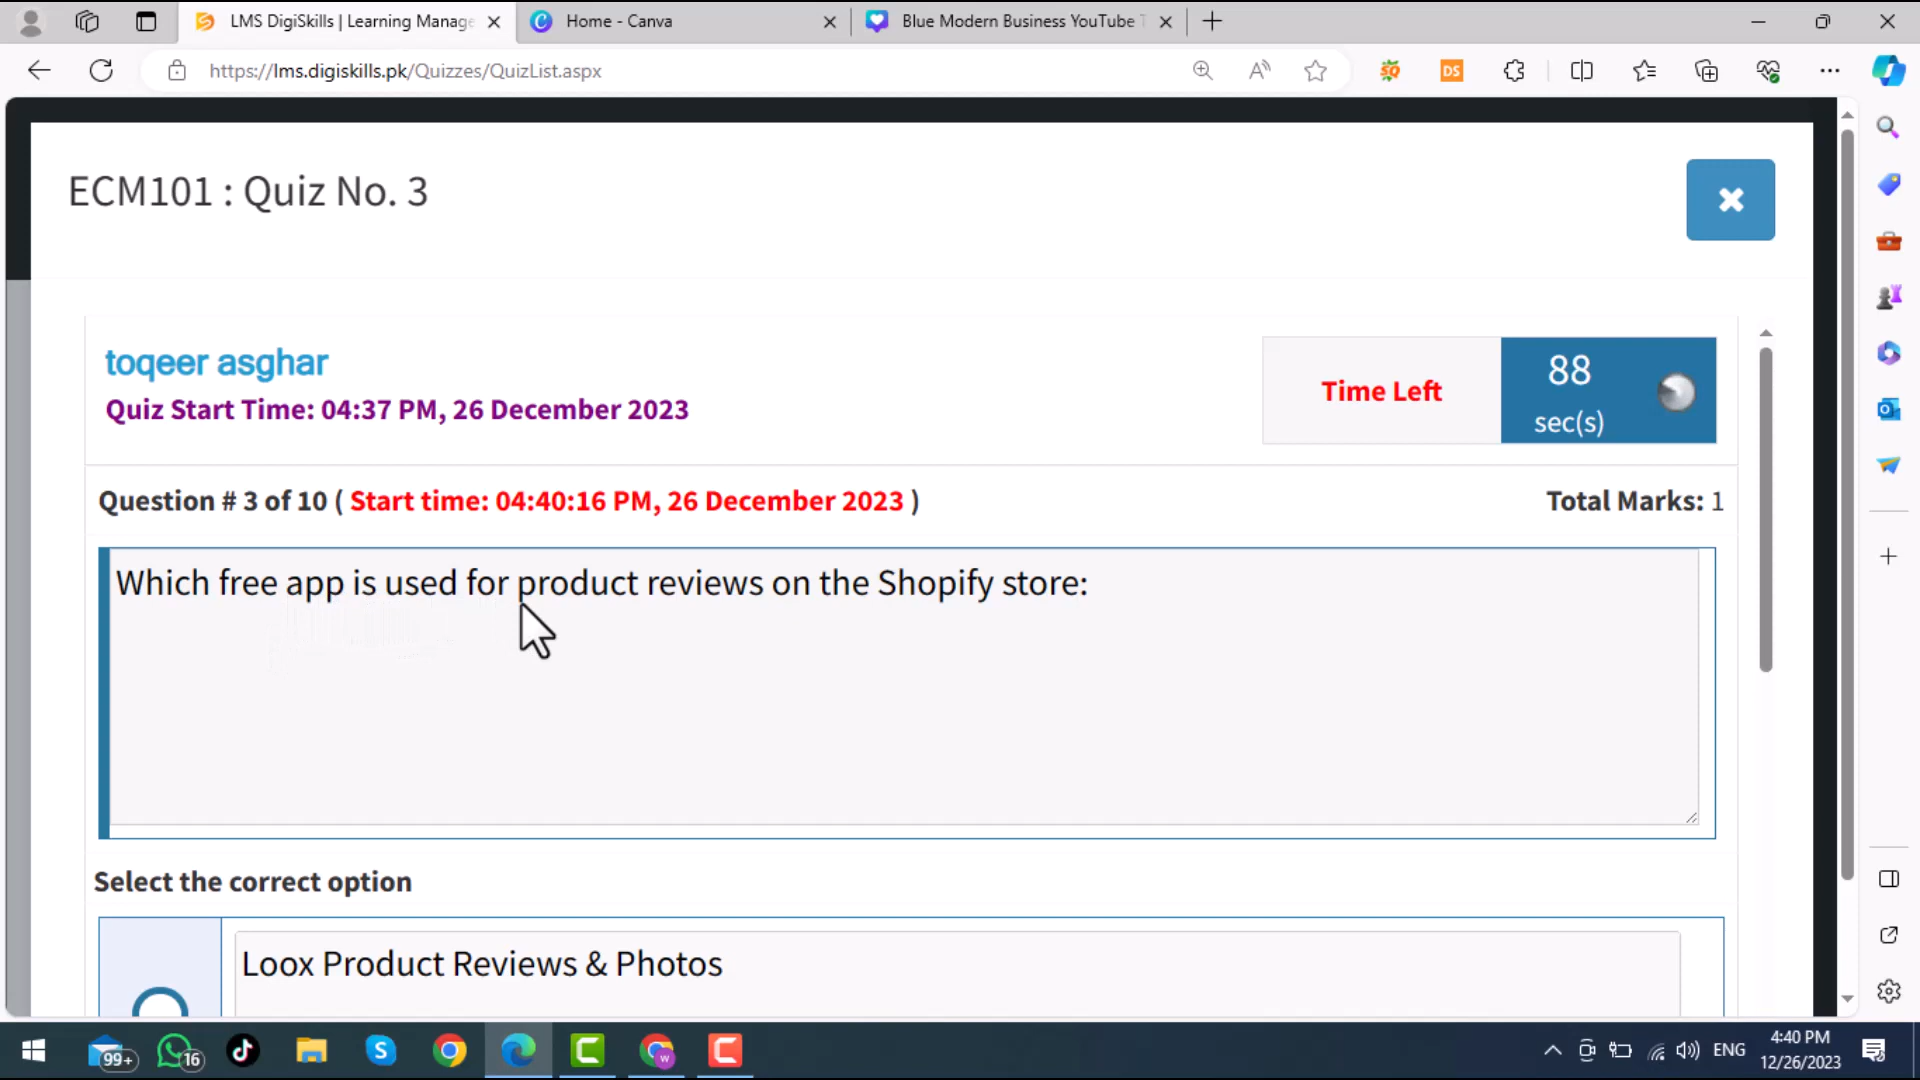 LMS DigiSkills | Learning Manage
Home - Canva
Blue Modern Business YouTube T
https://lms.digiskills.pk/Quizzes/QuizList.aspx
SQ
DS
ECM101 : Quiz No. 3
toqeer asghar
Quiz Start Time: 04:37 PM, 26 December 2023
Time Left
88
sec(s)
Question # 3 of 10 ( Start time: 04:40:16 PM, 26 December 2023 )
Total Marks: 1
Which free app is used for product reviews on the Shopify store:
Select the correct option
Loox Product Reviews & Photos
99+
16
w
ENG
4:40 PM
12/26/2023